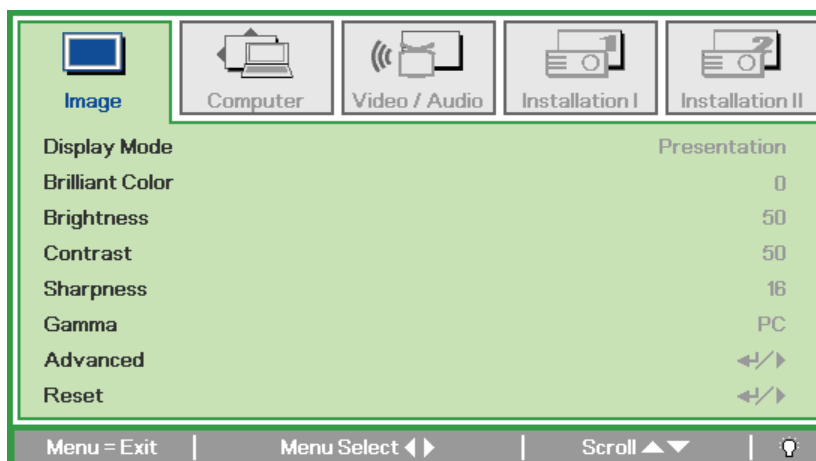 Image Computer Video / Audio Installation I Installation II
Display Mode Presentation
Brilliant Color 0
Brightness 50
Contrast 50
Sharpness 16
Gamma PC
Advanced
Reset
Menu = Exit Menu Select Scroll